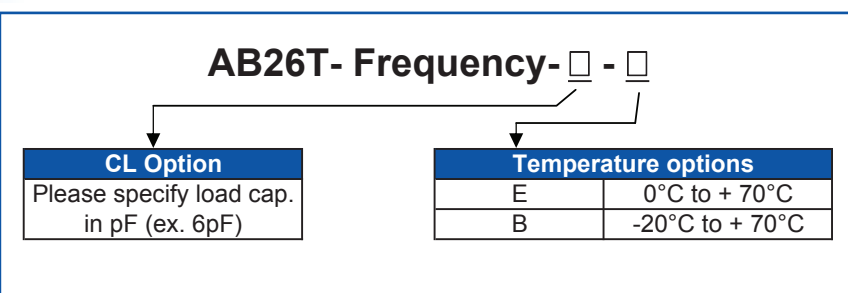 AB26T- Frequency- □ - □
CL Option
Please specify load cap.
in pF (ex. 6pF)
Temperature options
E 0°C to + 70°C
B -20°C to + 70°C